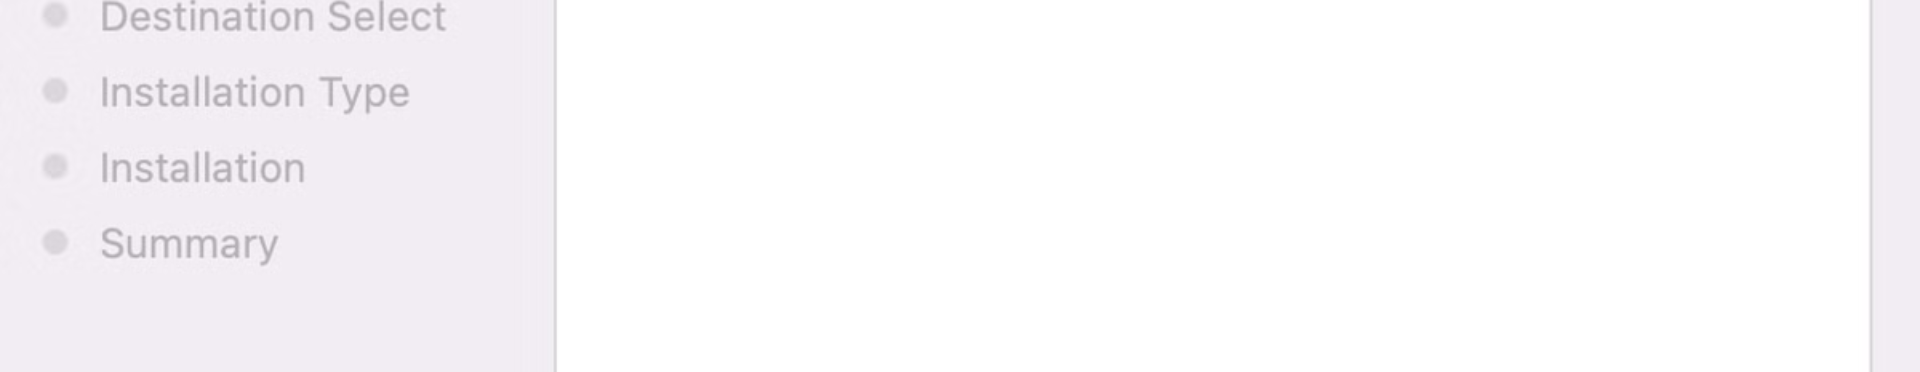 Destination Select
Installation Type
Installation
Summary